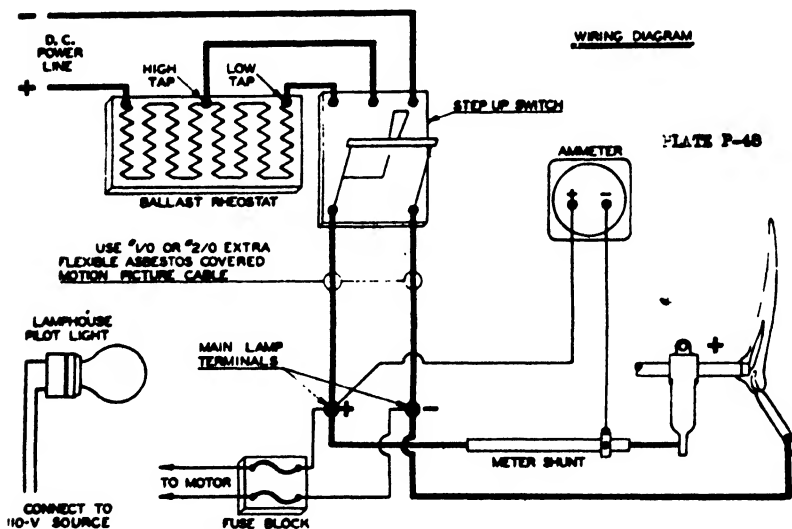 WIRING DIAGRAM
−
D.C.
POWER
LINE
+
HIGH
TAP
LOW
TAP
STEP UP SWITCH
PLATE P-48
AMMETER
+ −
BALLAST RHEOSTAT
USE #1/0 OR #2/0 EXTRA
FLEXIBLE ASBESTOS COVERED
MOTION PICTURE CABLE
LAMPHOUSE
PILOT LIGHT
MAIN LAMP
TERMINALS
+ −
+
METER SHUNT
TO MOTOR
FUSE BLOCK
CONNECT TO
110-V SOURCE